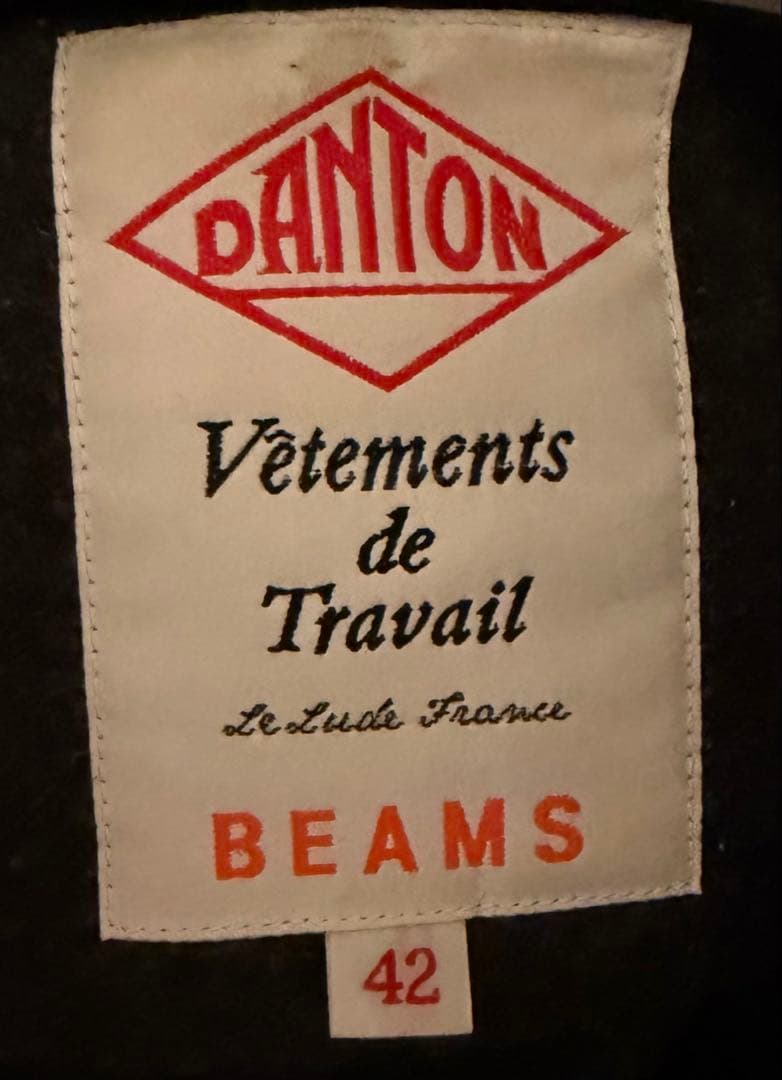 DANTON
Vêtements
de
Travail
Le Lude France
BEAMS
42